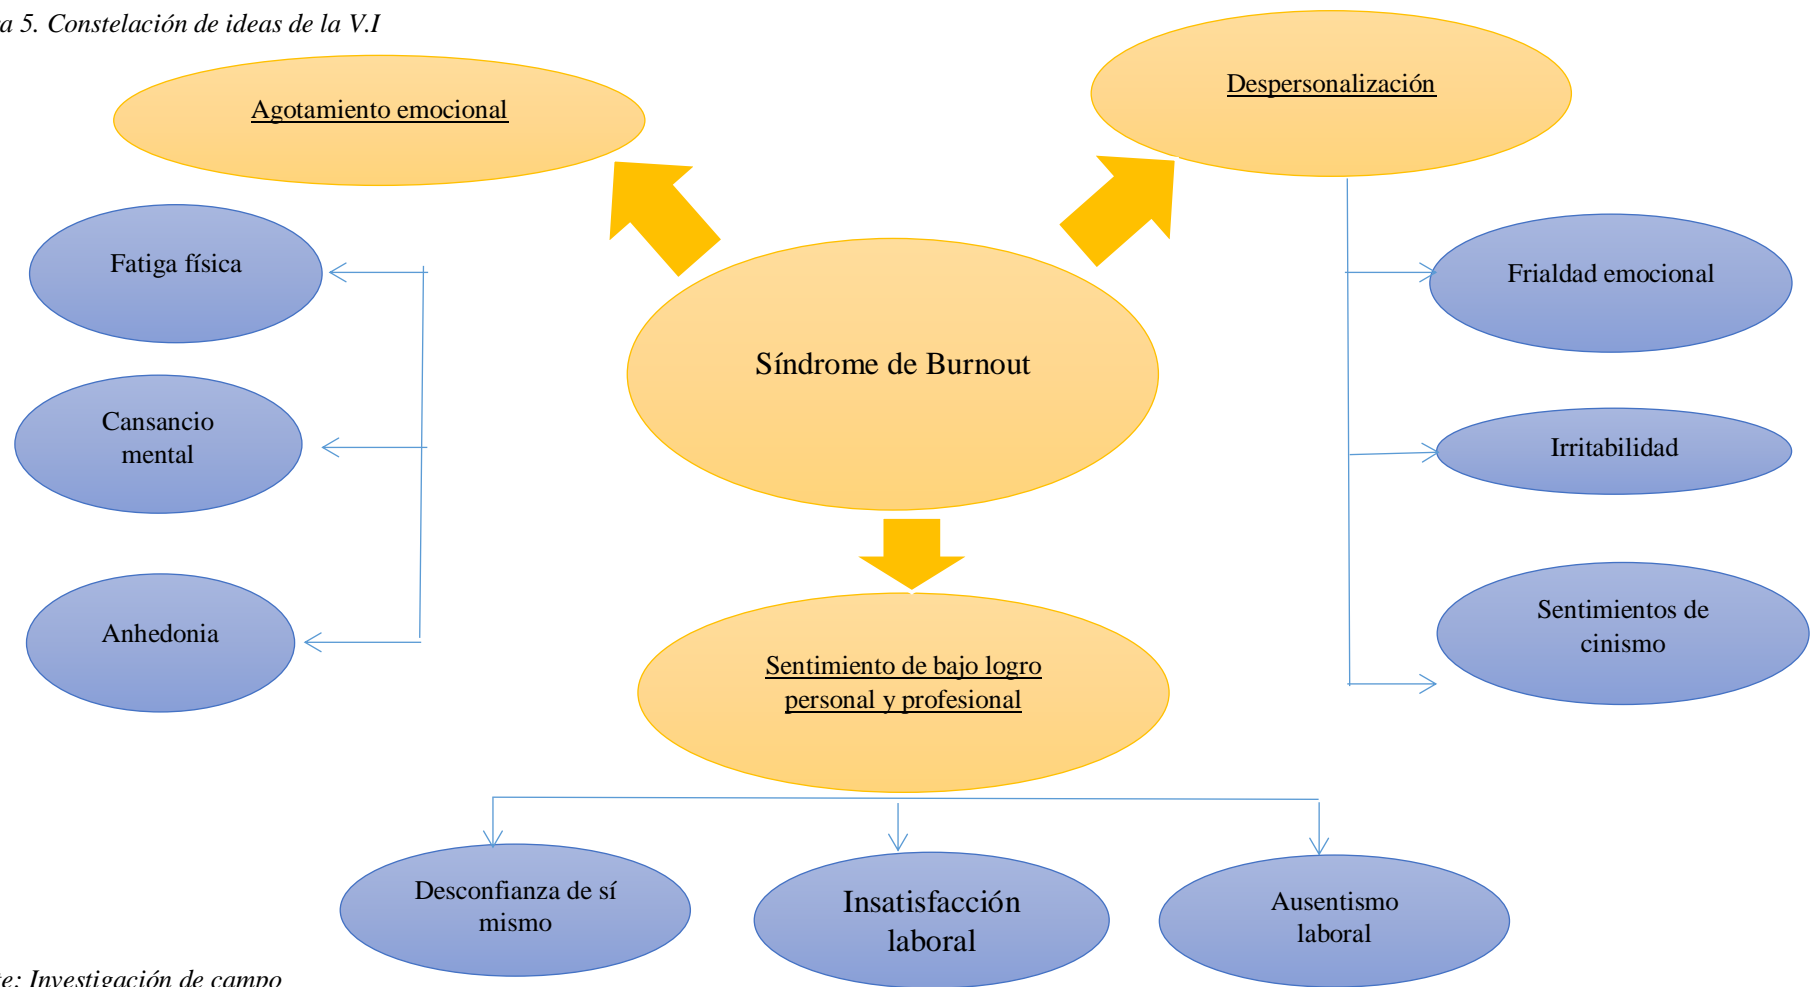 a 5. Constelación de ideas de la V.I
Agotamiento emocional
Despersonalización
Fatiga física
Frialdad emocional
Síndrome de Burnout
Cansancio
mental
Irritabilidad
Anhedonia
Sentimientos de
cinismo
Sentimiento de bajo logro
personal y profesional
Desconfianza de sí
mismo
Insatisfacción
laboral
Ausentismo
laboral
te: Investigación de campo